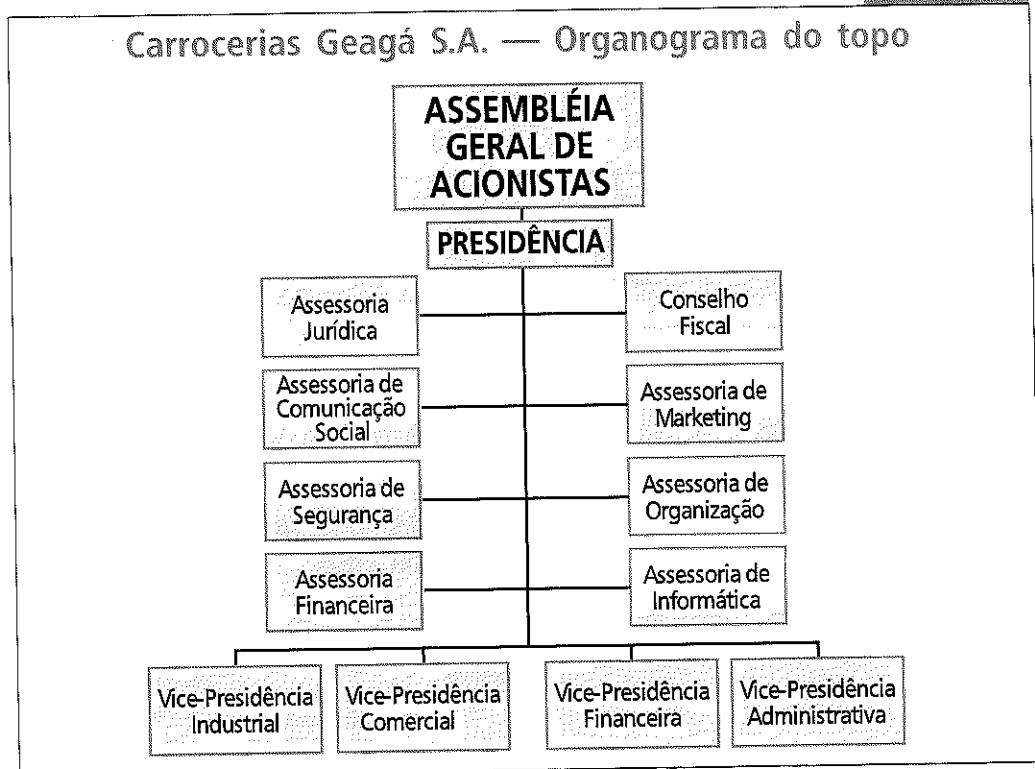 Carrocerias Geagá S.A. — Organograma do topo
ASSEMBLÉIA
GERAL DE
ACIONISTAS
PRESIDÊNCIA
Assessoria
Jurídica
Conselho
Fiscal
Assessoria de
Comunicação
Social
Assessoria de
Marketing
Assessoria de
Segurança
Assessoria de
Organização
Assessoria
Financeira
Assessoria de
Informática
Vice-Presidência
Industrial
Vice-Presidência
Comercial
Vice-Presidência
Financeira
Vice-Presidência
Administrativa